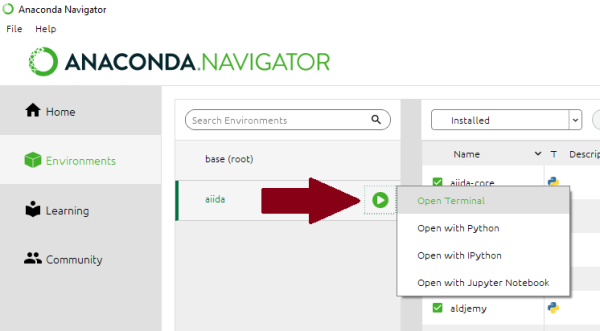 Anaconda Navigator
File Help
ANACONDA.NAVIGATOR
Home
Environments
Learning
Community
Search Environments
base (root)
aiida
Installed
Name T Descrip
aiida-core
Open Terminal
Open with Python
Open with IPython
Open with Jupyter Notebook
aldjemy